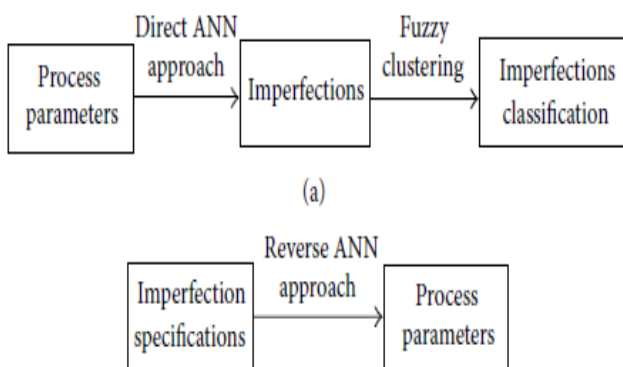 Direct ANN
approach
Fuzzy
clustering
Process
parameters
Imperfections
Imperfections
classification
(a)
Reverse ANN
approach
Imperfection
specifications
Process
parameters